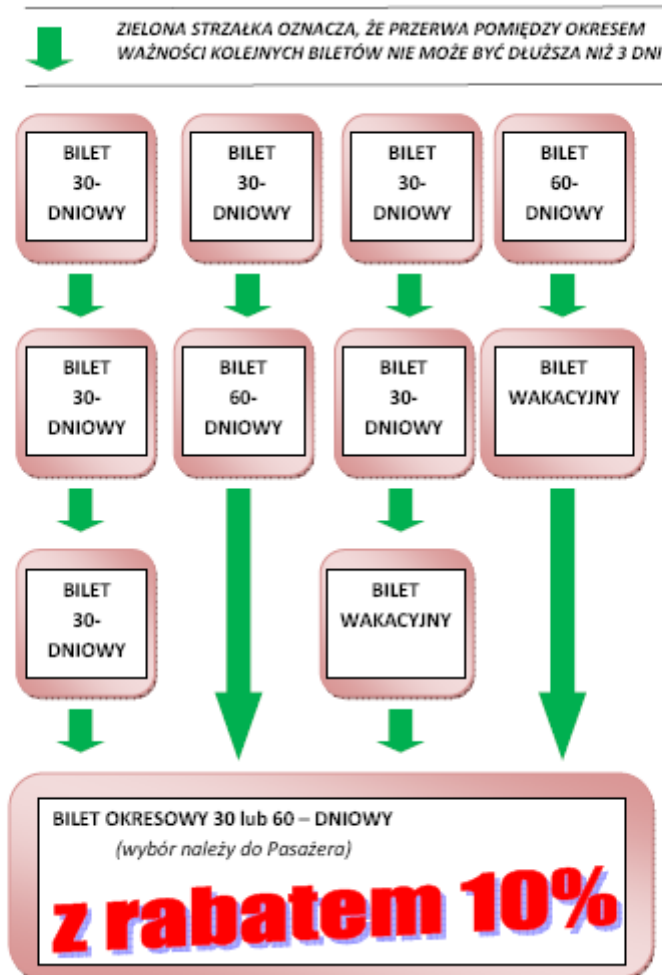 ZIELONA STRZAŁKA OZNACZA, ŻE PRZERWA POMIĘDZY OKRESEM
WAŻNOŚCI KOLEJNYCH BILETÓW NIE MOŻE BYĆ DŁUŻSZA NIŻ 3 DNI
BILET
30-
DNIOWY
BILET
30-
DNIOWY
BILET
30-
DNIOWY
BILET
60-
DNIOWY
BILET
30-
DNIOWY
BILET
60-
DNIOWY
BILET
30-
DNIOWY
BILET
WAKACYJNY
BILET
30-
DNIOWY
BILET
WAKACYJNY
BILET OKRESOWY 30 lub 60 – DNIOWY
(wybór należy do Pasażera)
z rabatem 10%